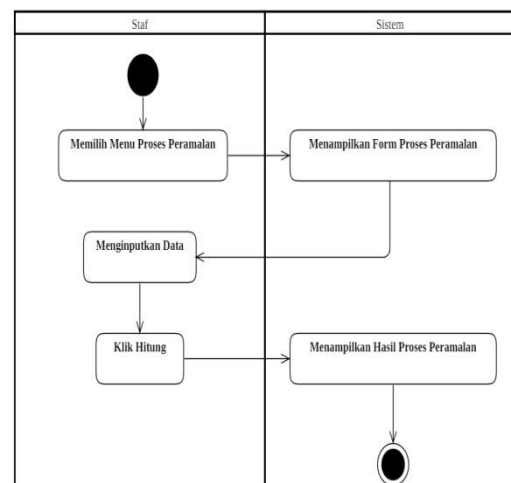 Staf
Sistem
Memilih Menu Proses Peramalan
Menampilkan Form Proses Peramalan
Menginputkan Data
Klik Hitung
Menampilkan Hasil Proses Peramalan